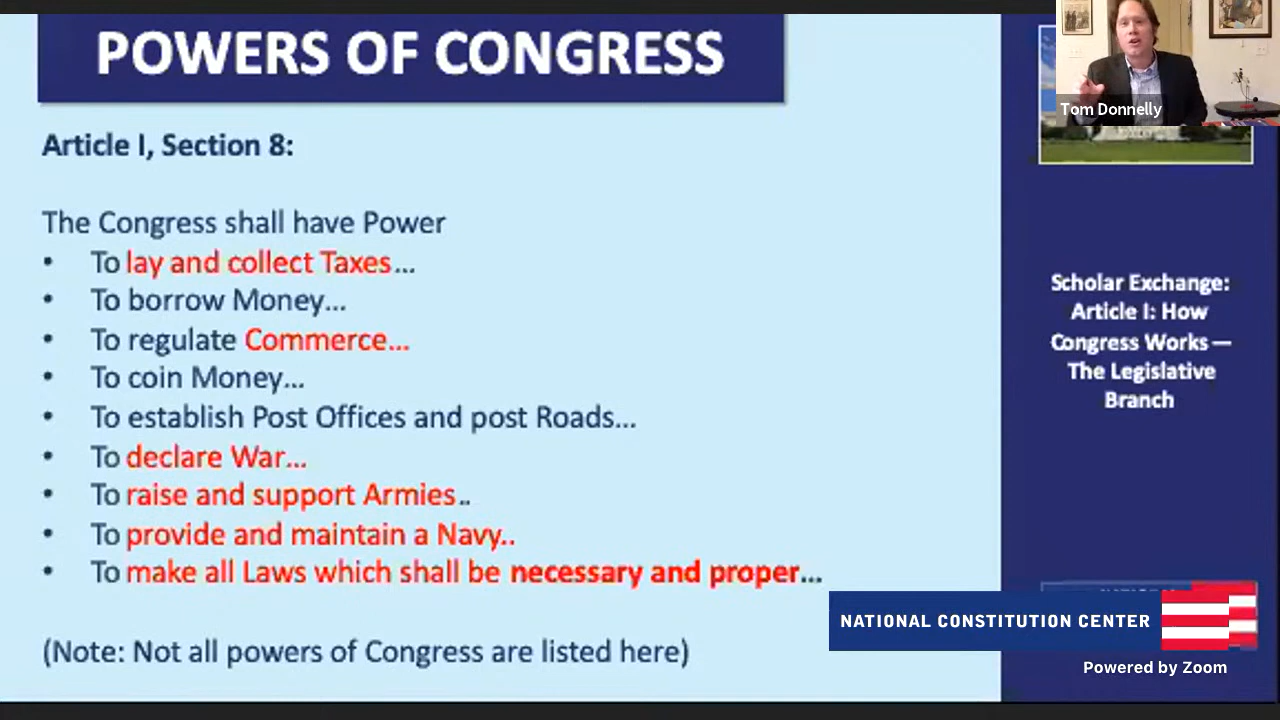 POWERS OF CONGRESS
Article I, Section 8:
The Congress shall have Power
• To lay and collect Taxes...
• To borrow Money...
• To regulate Commerce...
• To coin Money...
• To establish Post Offices and post Roads...
• To declare War...
• To raise and support Armies..
• To provide and maintain a Navy..
• To make all Laws which shall be necessary and proper...
(Note: Not all powers of Congress are listed here)
Tom Donnelly
Scholar Exchange:
Article I: How
Congress Works—
The Legislative
Branch
NATIONAL CONSTITUTION CENTER
Powered by Zoom